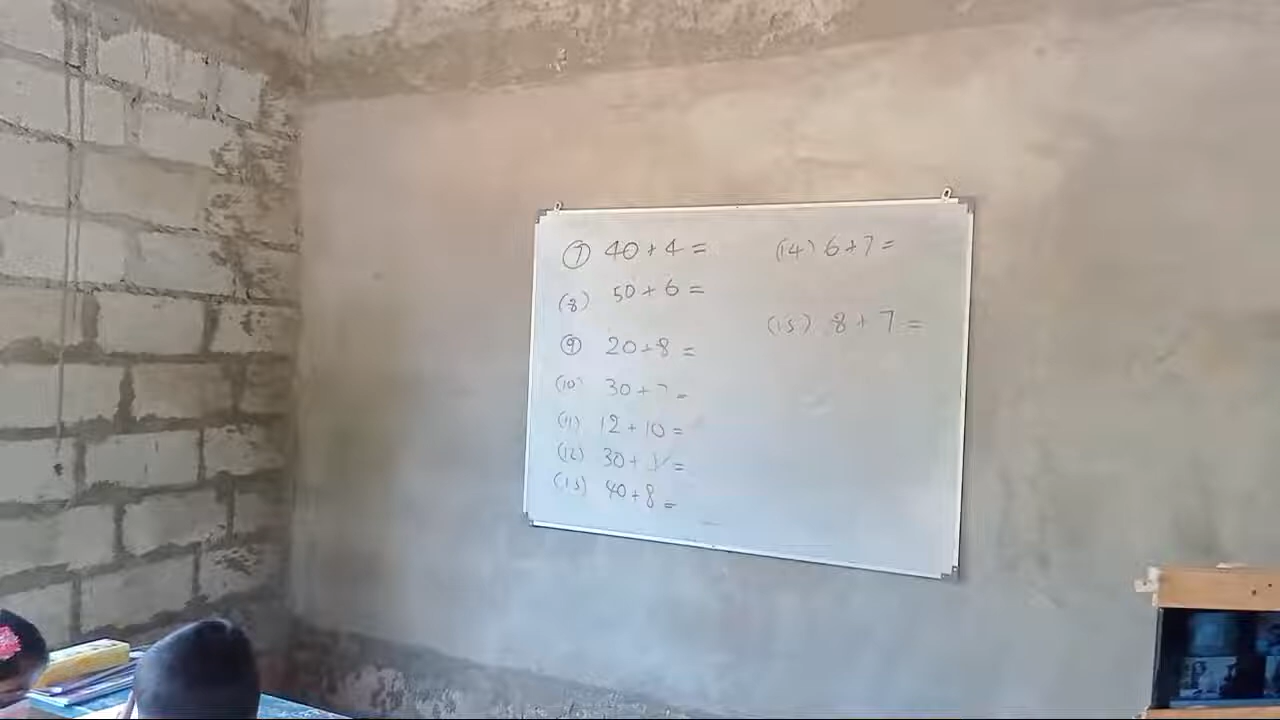 (7) 40 + 4 =
(8) 50 + 6 =
(9) 20 + 8 =
(10) 30 + =
(11) 12 + 10 =
(12) 30 + =
(13) 40 + 8 =
(14) 6 + 7 =
(15) 8 + 7 =